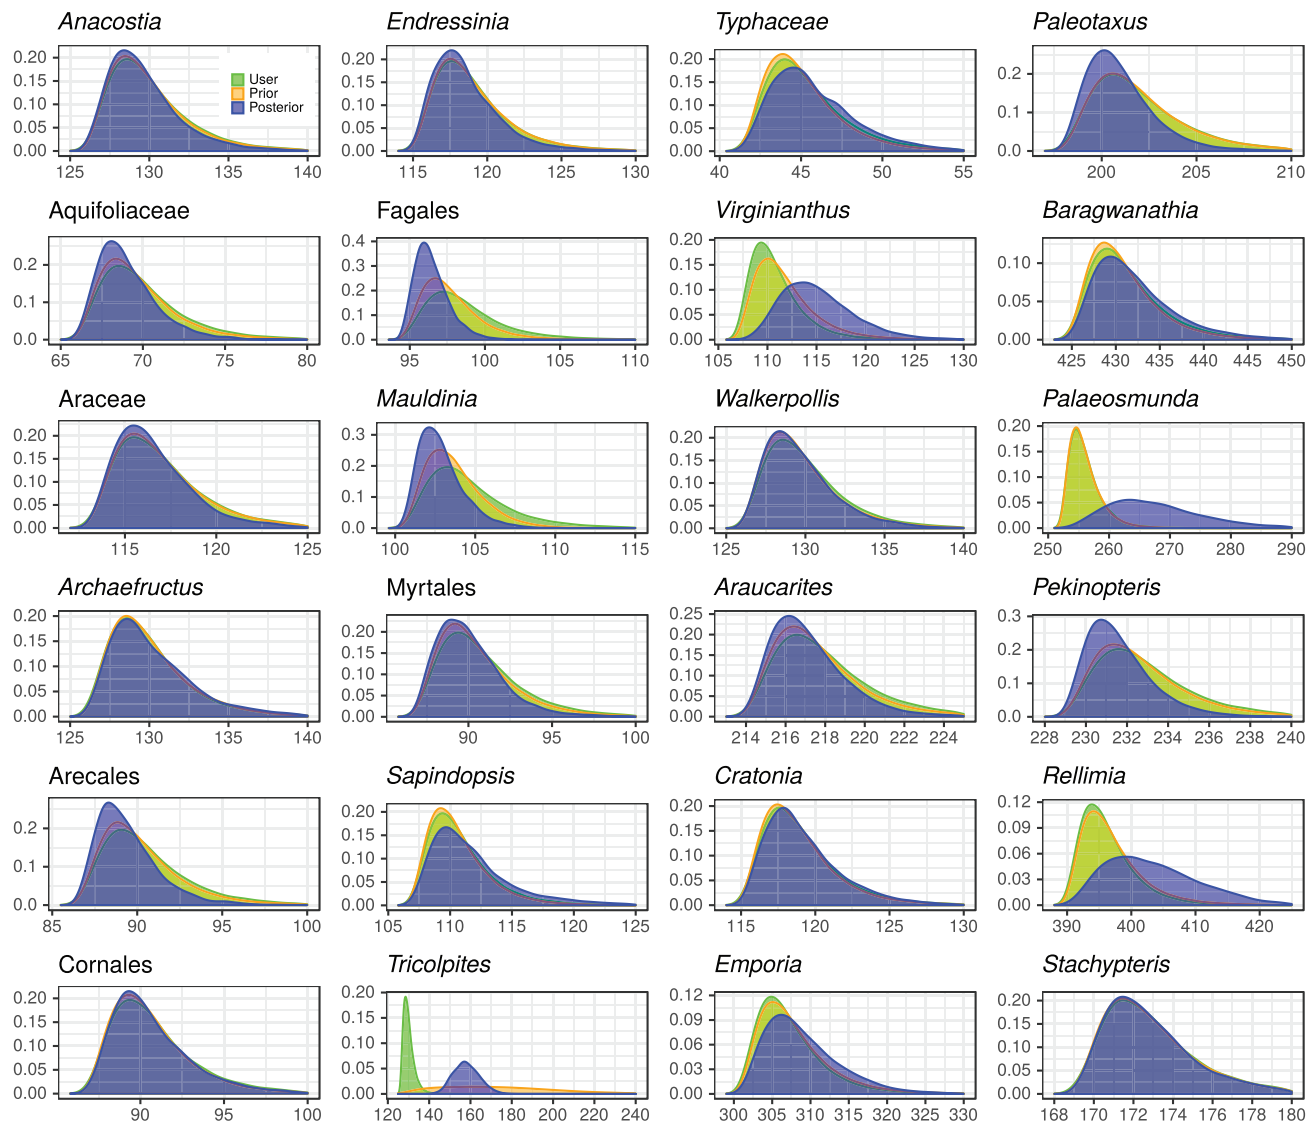 Anacostia
0.20
0.15
0.10
0.05
0.00
125 130 135 140
User
Prior
Posterior
Endressinia
0.20
0.15
0.10
0.05
0.00
115 120 125 130
Typhaceae
0.20
0.15
0.10
0.05
0.00
40 45 50 55
Paleotaxus
0.2
0.1
0.0
200 205 210
Aquifoliaceae
0.2
0.1
0.0
65 70 75 80
Fagales
0.4
0.3
0.2
0.1
0.0
95 100 105 110
Virginianthus
0.20
0.15
0.10
0.05
0.00
105 110 115 120 125 130
Baragwanathia
0.10
0.05
0.00
425 430 435 440 445 450
Araceae
0.20
0.15
0.10
0.05
0.00
115 120 125
Mauldinia
0.3
0.2
0.1
0.0
100 105 110 115
Walkerpollis
0.20
0.15
0.10
0.05
0.00
125 130 135 140
Palaeosmunda
0.20
0.15
0.10
0.05
0.00
250 260 270 280 290
Archaefructus
0.20
0.15
0.10
0.05
0.00
125 130 135 140
Myrtales
0.20
0.15
0.10
0.05
0.00
90 95 100
Araucarites
0.25
0.20
0.15
0.10
0.05
0.00
214 216 218 220 222 224
Pekinopteris
0.3
0.2
0.1
0.0
228 230 232 234 236 238 240
Arecales
0.2
0.1
0.0
85 90 95 100
Sapindopsis
0.20
0.15
0.10
0.05
0.00
105 110 115 120 125
Cratonia
0.20
0.15
0.10
0.05
0.00
115 120 125 130
Rellimia
0.12
0.09
0.06
0.03
0.00
390 400 410 420
Cornales
0.20
0.15
0.10
0.05
0.00
90 95 100
Tricolpites
0.20
0.15
0.10
0.05
0.00
120 140 160 180 200 220 240
Emporia
0.12
0.09
0.06
0.03
0.00
300 305 310 315 320 325 330
Stachypteris
0.20
0.15
0.10
0.05
0.00
168 170 172 174 176 178 180